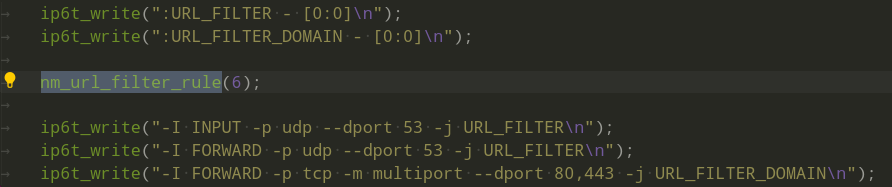 ip6t_write(":URL_FILTER - [0:0]\n");
ip6t_write(":URL_FILTER_DOMAIN - [0:0]\n");
nm_url_filter_rule(6);
ip6t_write("-I INPUT -p udp --dport 53 -j URL_FILTER\n");
ip6t_write("-I FORWARD -p udp --dport 53 -j URL_FILTER\n");
ip6t_write("-I FORWARD -p tcp -m multiport --dport 80,443 -j URL_FILTER_DOMAIN\n");